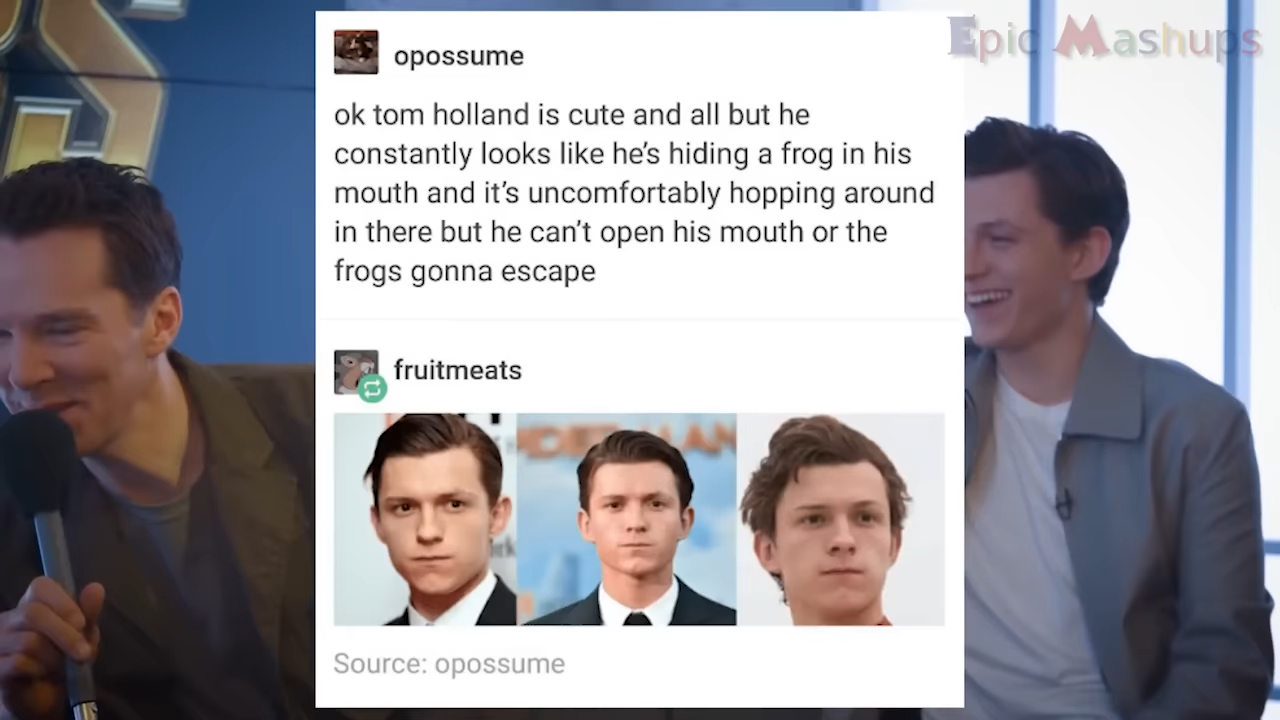 Epic Mashups
opossume
ok tom holland is cute and all but he
constantly looks like he's hiding a frog in his
mouth and it's uncomfortably hopping around
in there but he can't open his mouth or the
frogs gonna escape
fruitmeats
Source: opossume